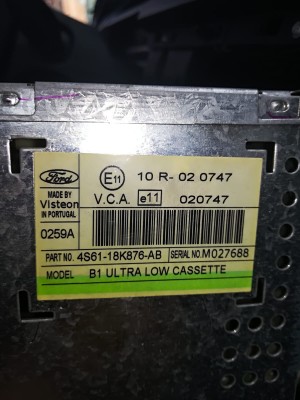 Ford
E11 10 R- 02 0747
MADE BY
Visteon
IN PORTUGAL
V.C.A. e11 020747
0259A
PART NO. 4S61-18K876-AB SERIAL NO. M027688
MODEL B1 ULTRA LOW CASSETTE